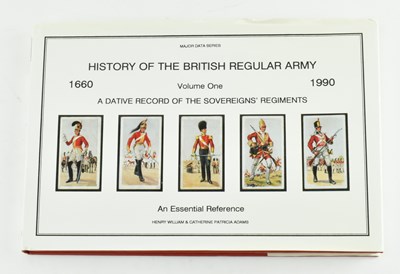 MAJOR DATA SERIES
HISTORY OF THE BRITISH REGULAR ARMY
1660 Volume One 1990
A DATIVE RECORD OF THE SOVEREIGNS' REGIMENTS
An Essential Reference
HENRY WILLIAM & CATHERINE PATRICIA ADAMS